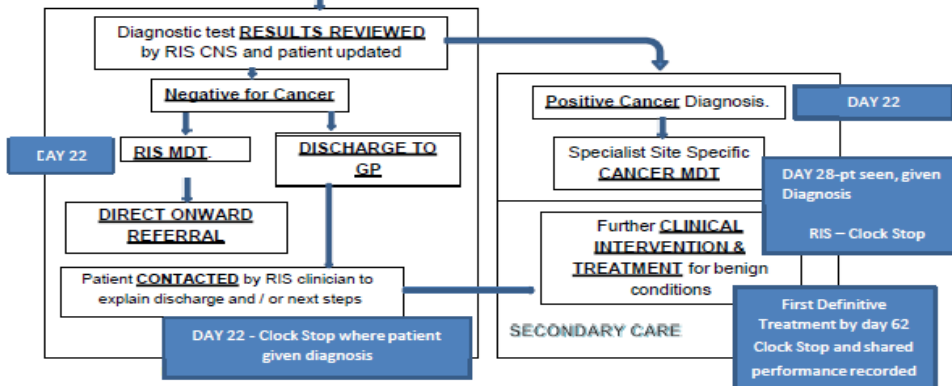 Diagnostic test RESULTS REVIEWED
by RIS CNS and patient updated
Negative for Cancer
DAY 22
RIS MDT.
DISCHARGE TO
GP
DIRECT ONWARD
REFERRAL
Patient CONTACTED by RIS clinician to
explain discharge and / or next steps
DAY 22 - Clock Stop where patient
given diagnosis
Positive Cancer Diagnosis.
DAY 22
Specialist Site Specific
CANCER MDT
DAY 28-pt seen, given
Diagnosis
RIS – Clock Stop
Further CLINICAL
INTERVENTION &
TREATMENT for benign
conditions
SECONDARY CARE
First Definitive
Treatment by day 62
Clock Stop and shared
performance recorded